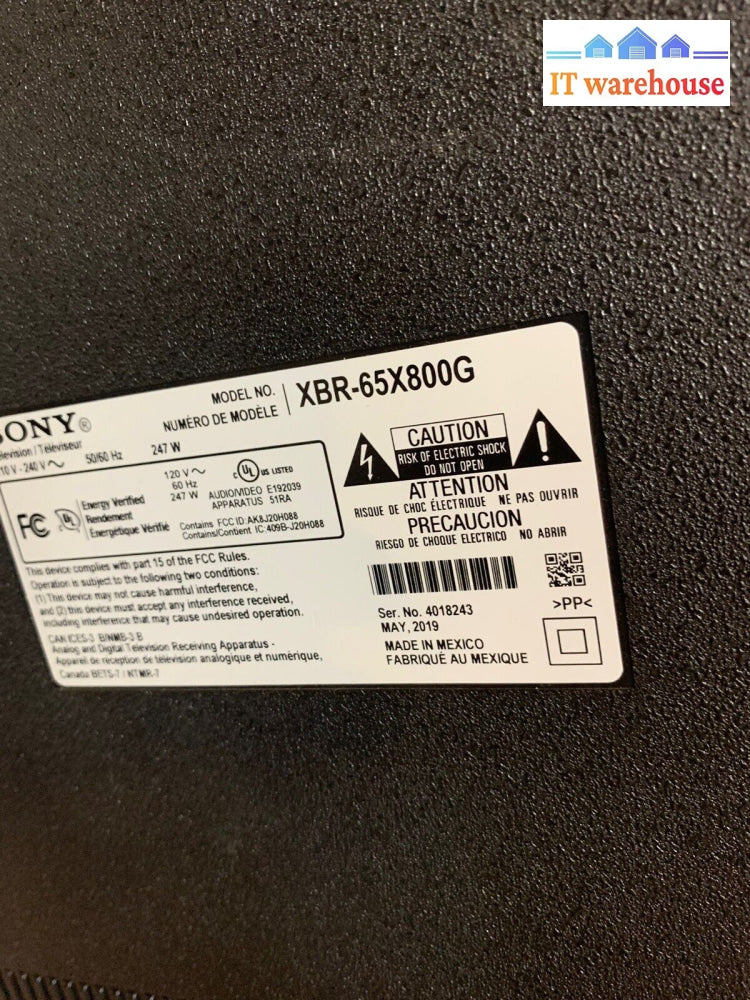 IT warehouse
SONY®
MODEL NO.
NUMÉRO DE MODÈLE
XBR-65X800G
Television / Téléviseur
110 V - 240 V~ 50/60 Hz 247 W
120 V~
60 Hz
247 W
c UL US LISTED
AUDIO/VIDEO E192039
APPARATUS 51RA
FC
UL
Energy Verified
Rendement
Énergétique Vérifié
Contains FCC ID:AK8J20H088
Contains/Contient IC:409B-J20H088
This device complies with part 15 of the FCC Rules.
Operation is subject to the following two conditions:
(1) This device may not cause harmful interference,
and (2) this device must accept any interference received,
including interference that may cause undesired operation.
CAN ICES-3 B/NMB-3 B
Analog and Digital Television Receiving Apparatus -
Appareil de réception de télévision analogique et numérique,
Canada BETS-7 / NTMR-7
CAUTION
RISK OF ELECTRIC SHOCK
DO NOT OPEN
ATTENTION
RISQUE DE CHOC ÉLECTRIQUE NE PAS OUVRIR
PRECAUCION
RIESGO DE CHOQUE ELECTRICO NO ABRIR
Ser. No. 4018243
MAY, 2019
MADE IN MEXICO
FABRIQUÉ AU MEXIQUE
>PP<